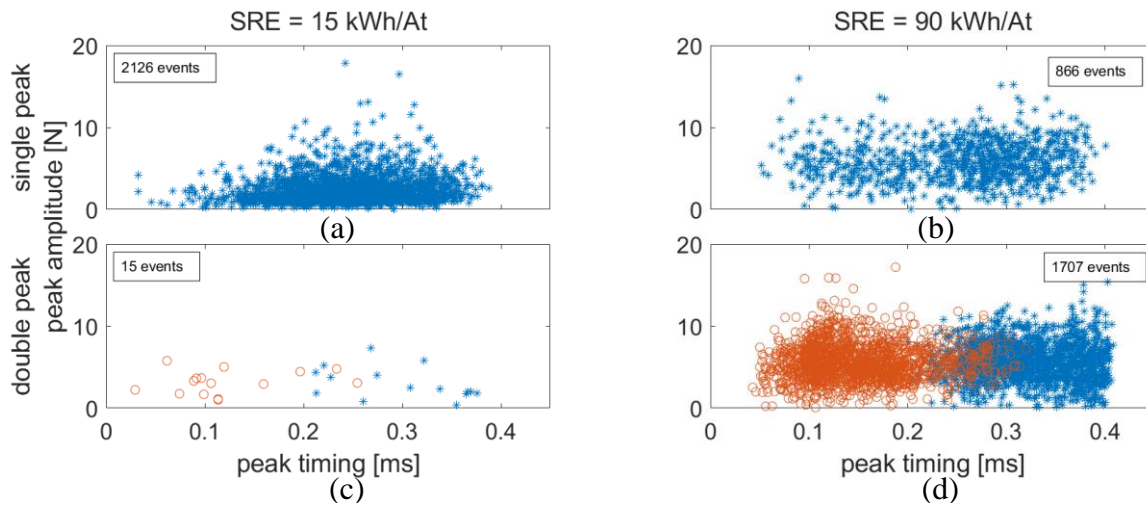 SRE = 15 kWh/At
SRE = 90 kWh/At
single peak
double peak
peak amplitude [N]
20
2126 events
10
0
(a)
20
866 events
10
0
(b)
20
15 events
10
0
0 0.1 0.2 0.3 0.4
peak timing [ms]
(c)
20
1707 events
10
0
0 0.1 0.2 0.3 0.4
peak timing [ms]
(d)